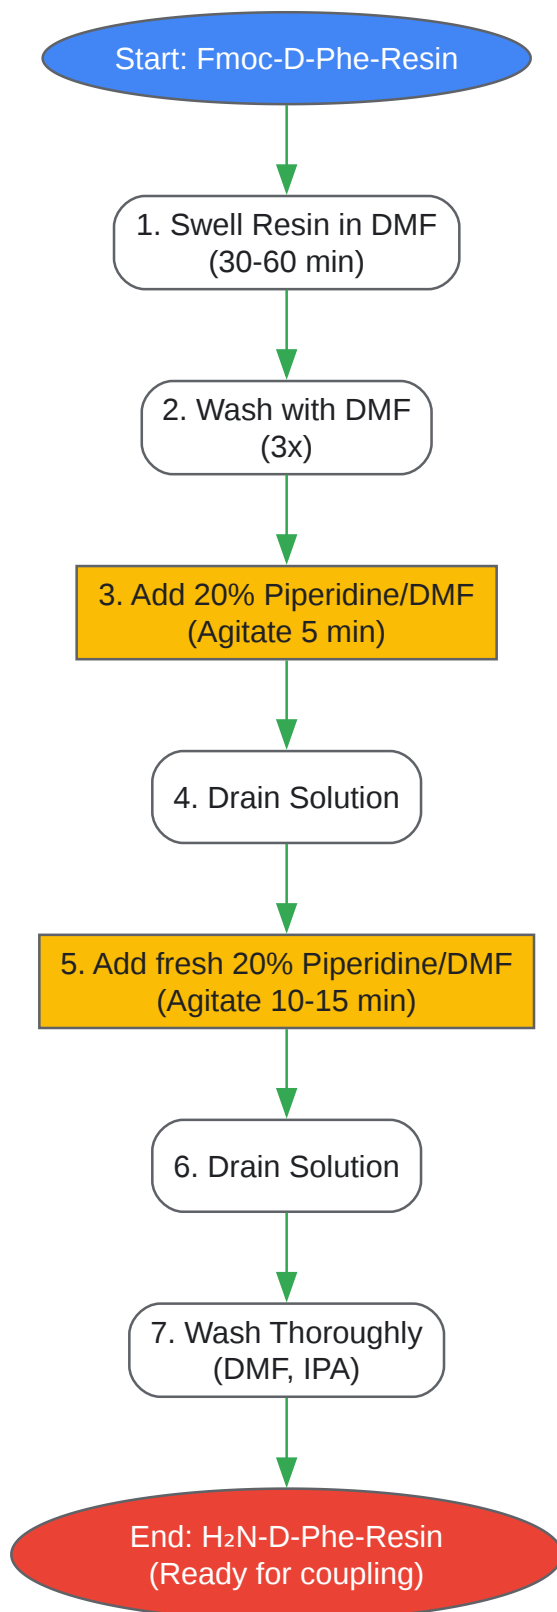 Start: Fmoc-D-Phe-Resin
1. Swell Resin in DMF
(30-60 min)
2. Wash with DMF
(3x)
3. Add 20% Piperidine/DMF
(Agitate 5 min)
4. Drain Solution
5. Add fresh 20% Piperidine/DMF
(Agitate 10-15 min)
6. Drain Solution
7. Wash Thoroughly
(DMF, IPA)
End: H₂N-D-Phe-Resin
(Ready for coupling)